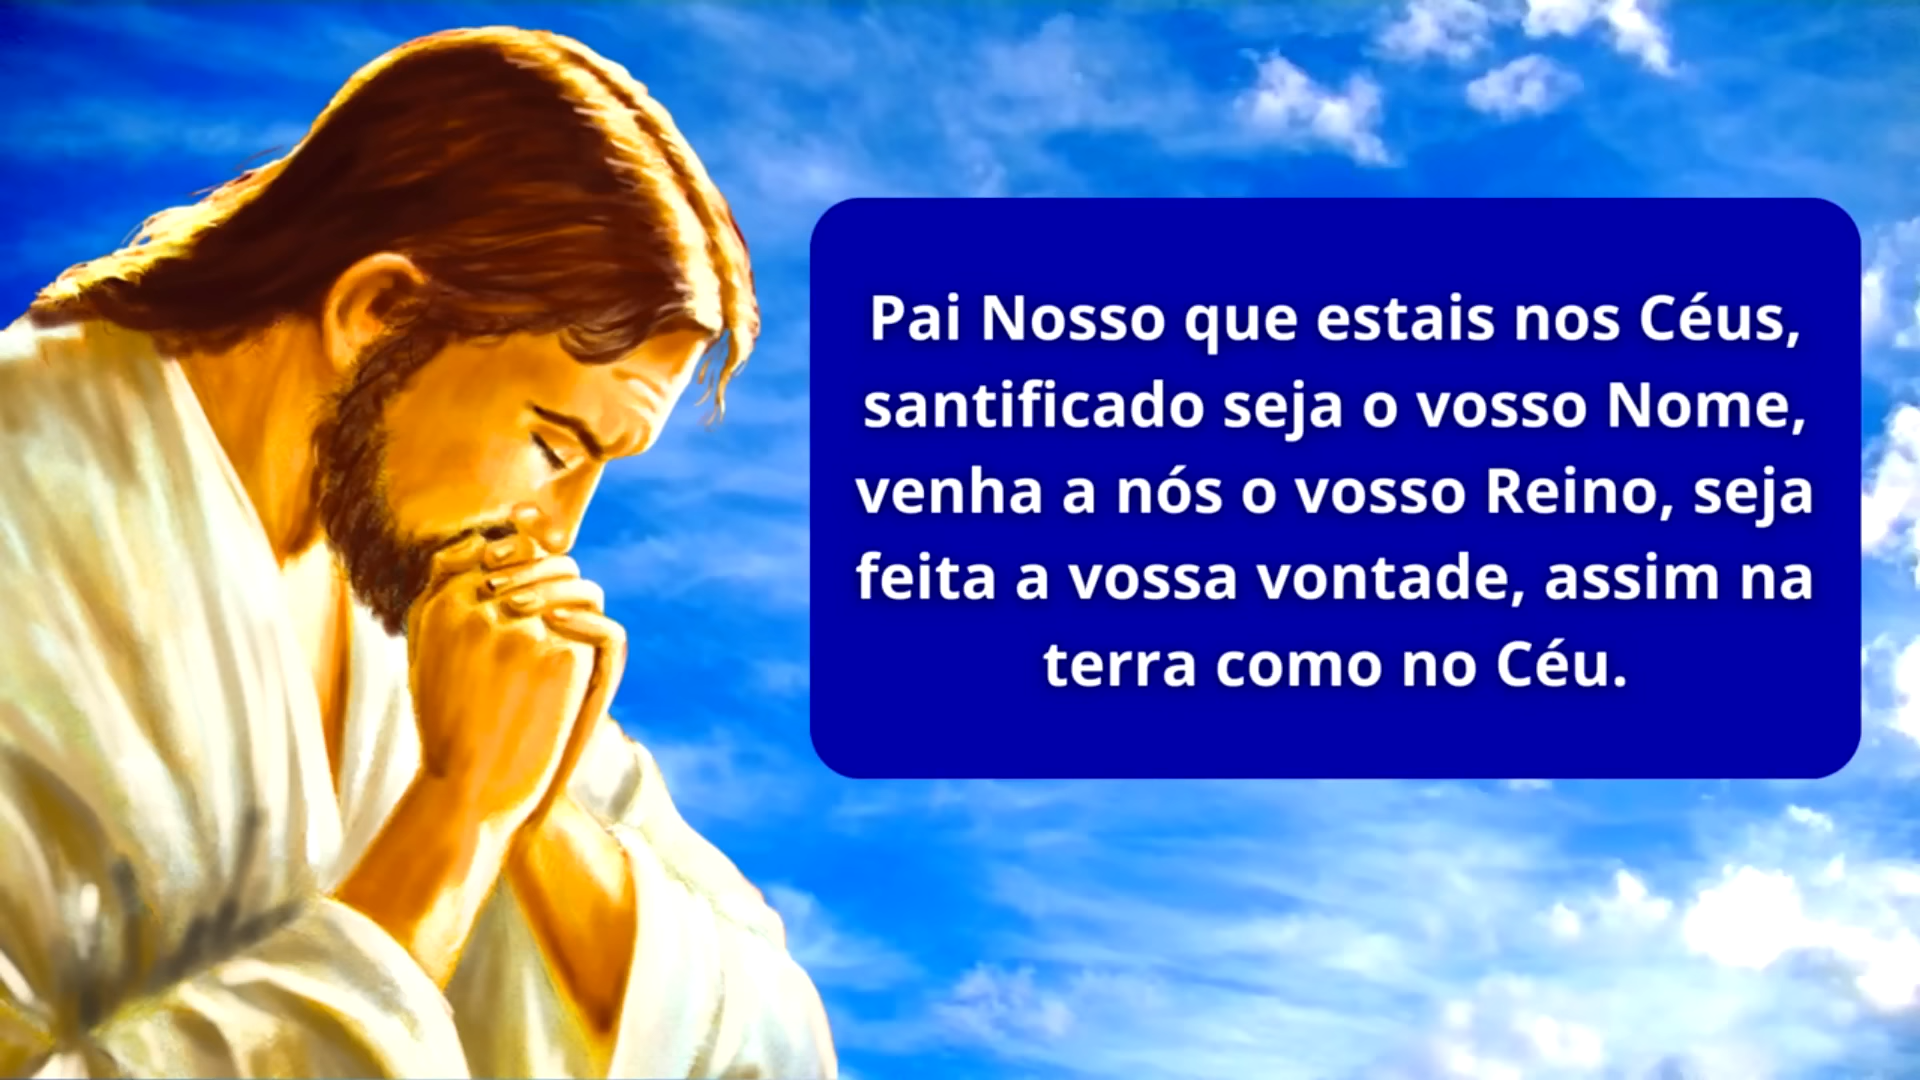 Pai Nosso que estais nos Céus,
santificado seja o vosso Nome,
venha a nós o vosso Reino, seja
feita a vossa vontade, assim na
terra como no Céu.